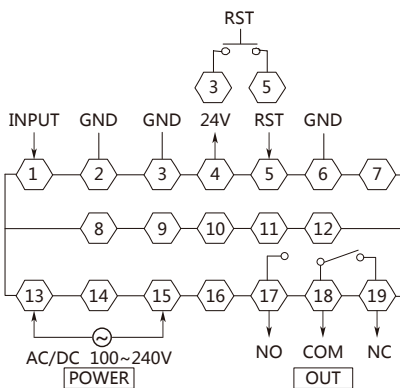 RST
3 5
INPUT GND GND 24V RST GND
1 2 3 4 5 6 7
8 9 10 11 12
13 14 15 16 17 18 19
AC/DC 100~240V NO COM NC
POWER OUT